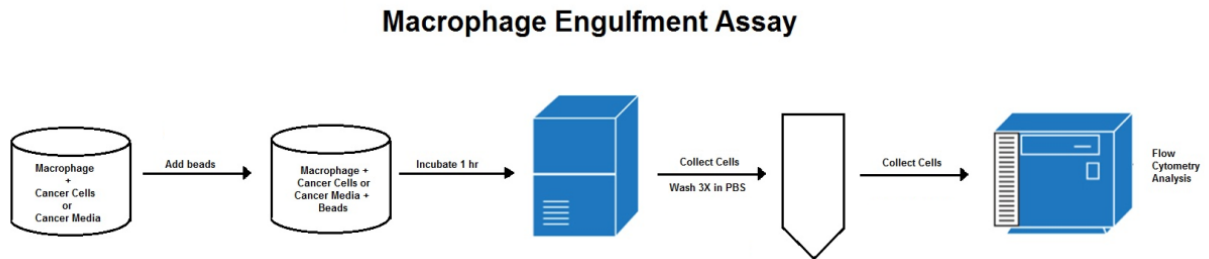 Macrophage Engulfment Assay
Macrophage
+
Cancer Cells
or
Cancer Media
Add beads
Macrophage +
Cancer Cells or
Cancer Media +
Beads
Incubate 1 hr
Collect Cells
Wash 3X in PBS
Collect Cells
Flow
Cytometry
Analysis